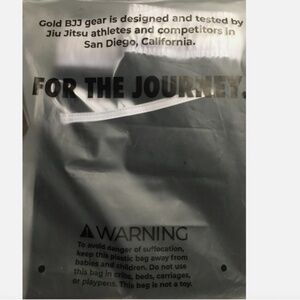 Gold BJJ gear is designed and tested by
Jiu Jitsu athletes and competitors in
San Diego, California.
FOR THE JOURNEY.
WARNING
To avoid danger of suffocation,
keep this plastic bag away from
babies and children. Do not use
this bag in cribs, beds, carriages,
or playpens. This bag is not a toy.